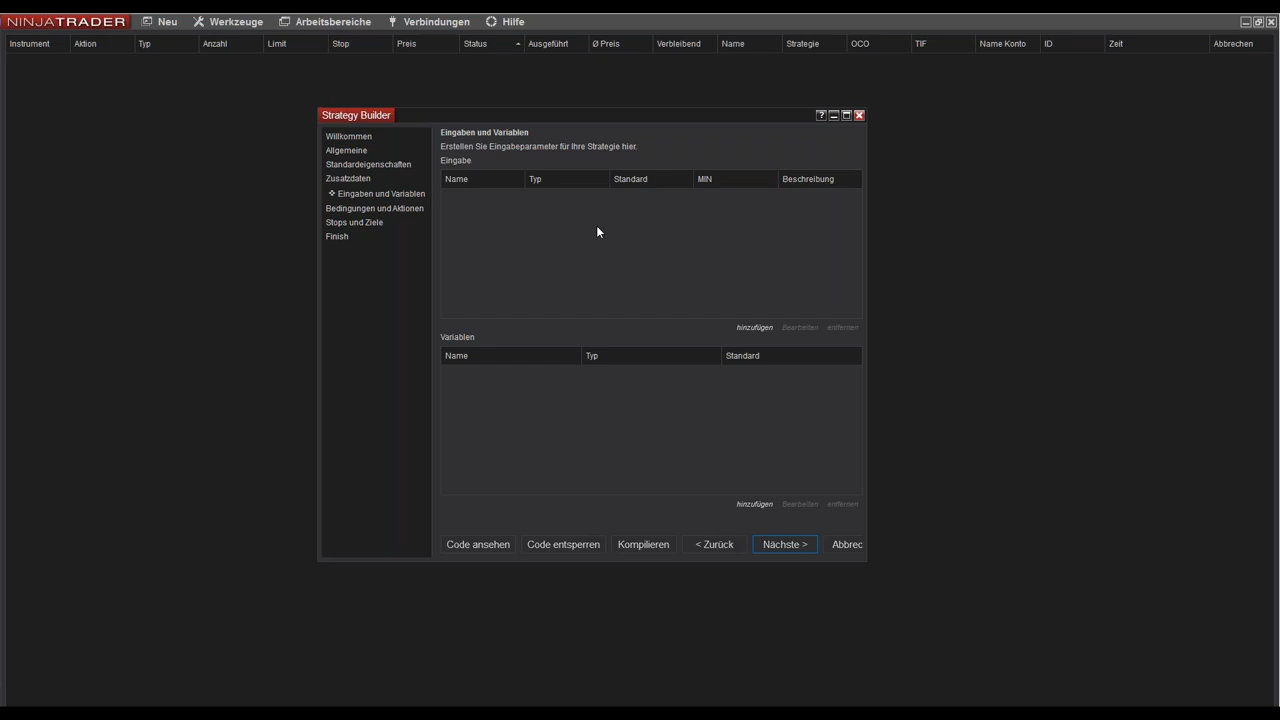 NINJATRADER Neu Werkzeuge Arbeitsbereiche Verbindungen Hilfe
Instrument Aktion Typ Anzahl Limit Stop Preis Status Ausgeführt Ø Preis Verbleibend Name Strategie OCO TIF Name Konto ID Zeit Abbrechen
Strategy Builder ?
Willkommen
Allgemeine
Standardeigenschaften
Zusatzdaten
Eingaben und Variablen
Bedingungen und Aktionen
Stops und Ziele
Finish
Eingaben und Variablen
Erstellen Sie Eingabeparameter für Ihre Strategie hier.
Eingabe
Name Typ Standard MIN Beschreibung
hinzufügen Bearbeiten entfernen
Variablen
Name Typ Standard
hinzufügen Bearbeiten entfernen
Code ansehen Code entsperren Kompilieren < Zurück Nächste > Abbrec